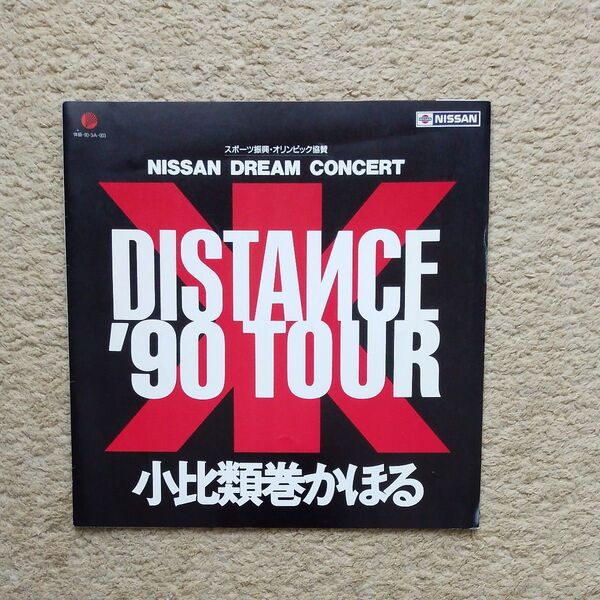 NISSAN
スポーツ振興・オリンピック協賛
NISSAN DREAM CONCERT
DISTAИCE
'90 TOUR
小比類巻かほる